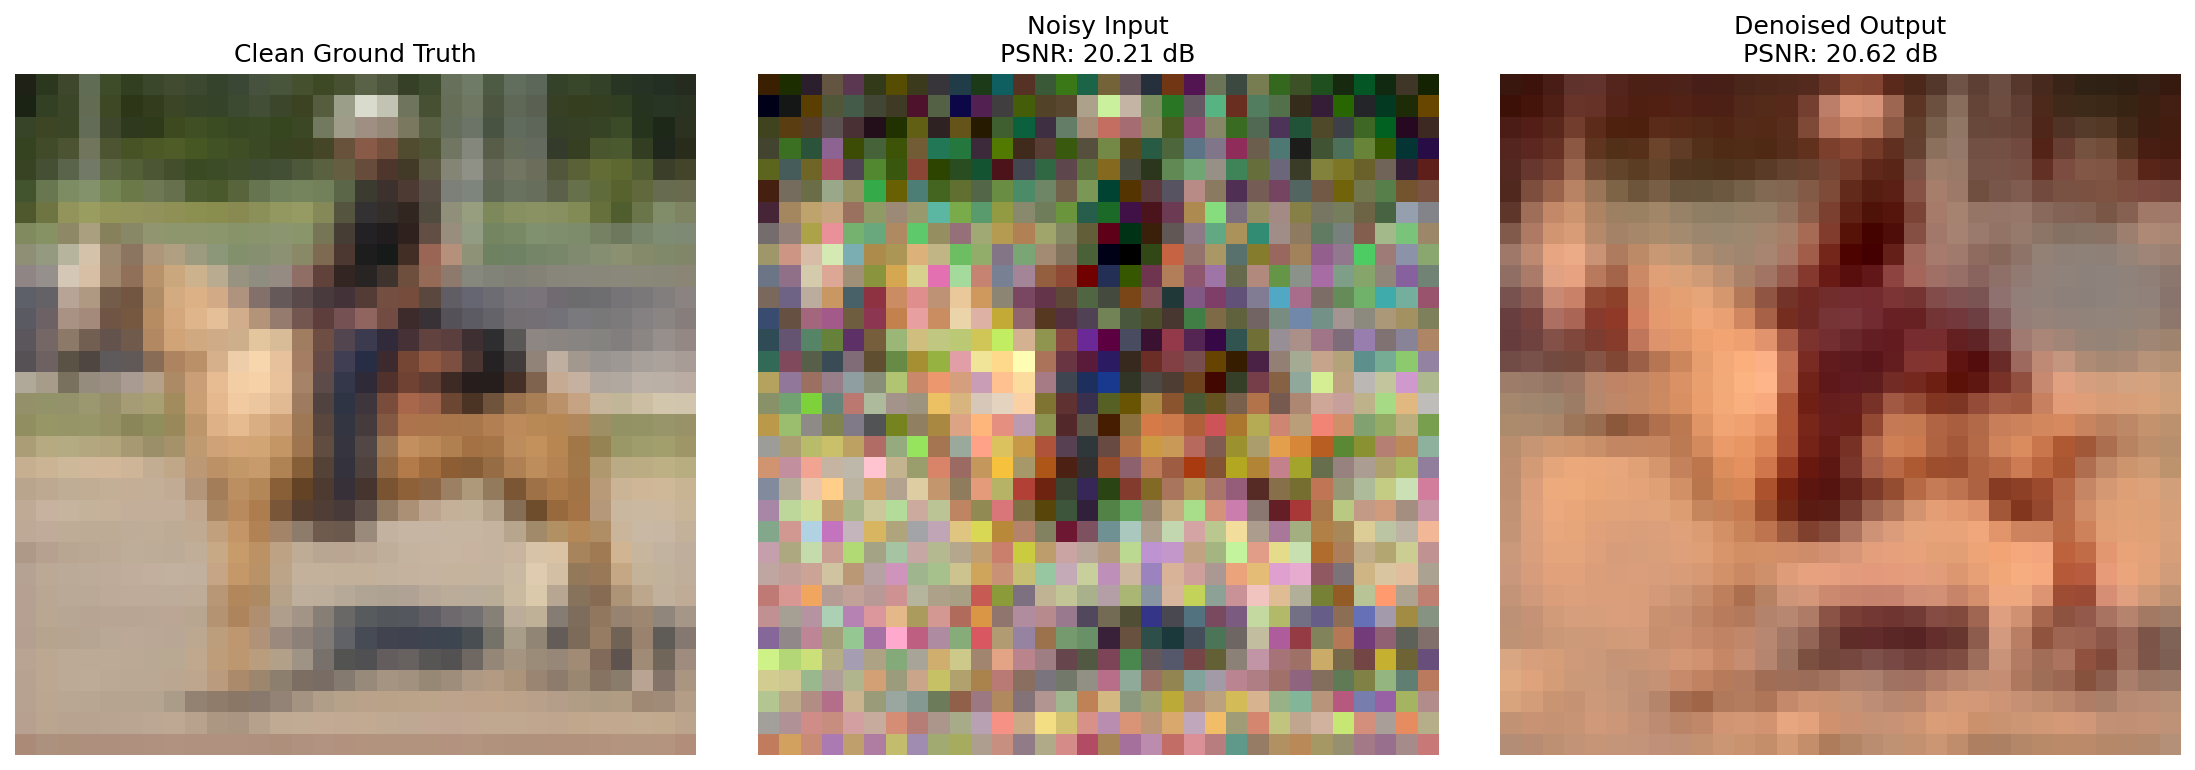 Clean Ground Truth
Noisy Input
PSNR: 20.21 dB
Denoised Output
PSNR: 20.62 dB